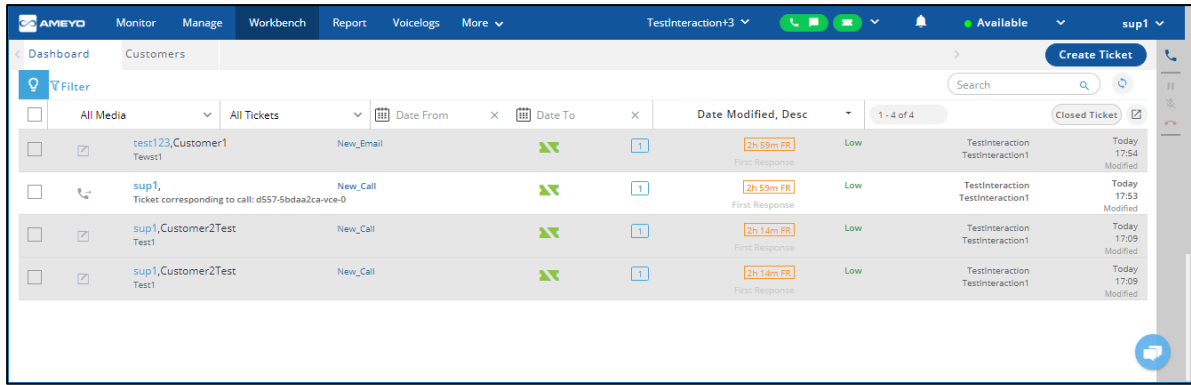 AMEYO Monitor Manage Workbench Report Voicelogs More TestInteraction+3 Available sup1
Dashboard Customers Create Ticket
Filter Search
All Media All Tickets Date From × Date To × Date Modified, Desc 1 - 4 of 4 Closed Ticket
test123,Customer1 New_Email 1 2h 59m FR Low TestInteraction Today
Tewst1 First Response TestInteraction1 17:54
Modified
sup1, New_Call 1 2h 59m FR Low TestInteraction Today
Ticket corresponding to call: d557-5bdaa2ca-vce-0 First Response TestInteraction1 17:53
Modified
sup1,Customer2Test New_Call 1 2h 14m FR Low TestInteraction Today
Test1 First Response TestInteraction1 17:09
Modified
sup1,Customer2Test New_Call 1 2h 14m FR Low TestInteraction Today
Test1 First Response TestInteraction1 17:09
Modified